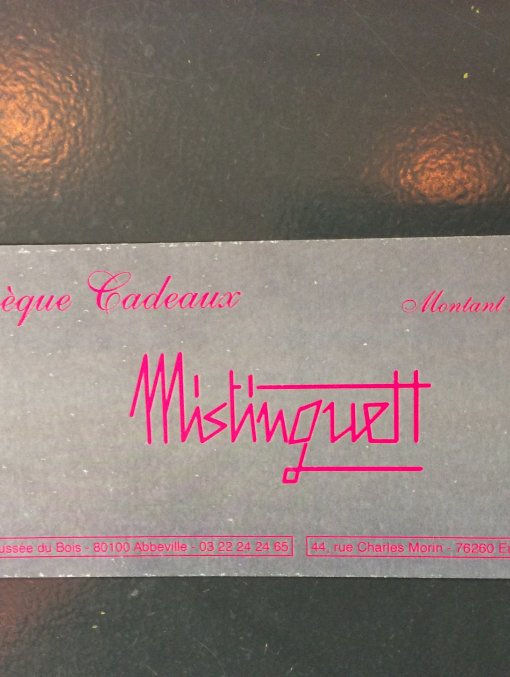 èque Cadeaux Montant
Mistinguett
ussée du Bois - 80100 Abbeville - 03 22 24 24 65 44, rue Charles Morin - 76260 E